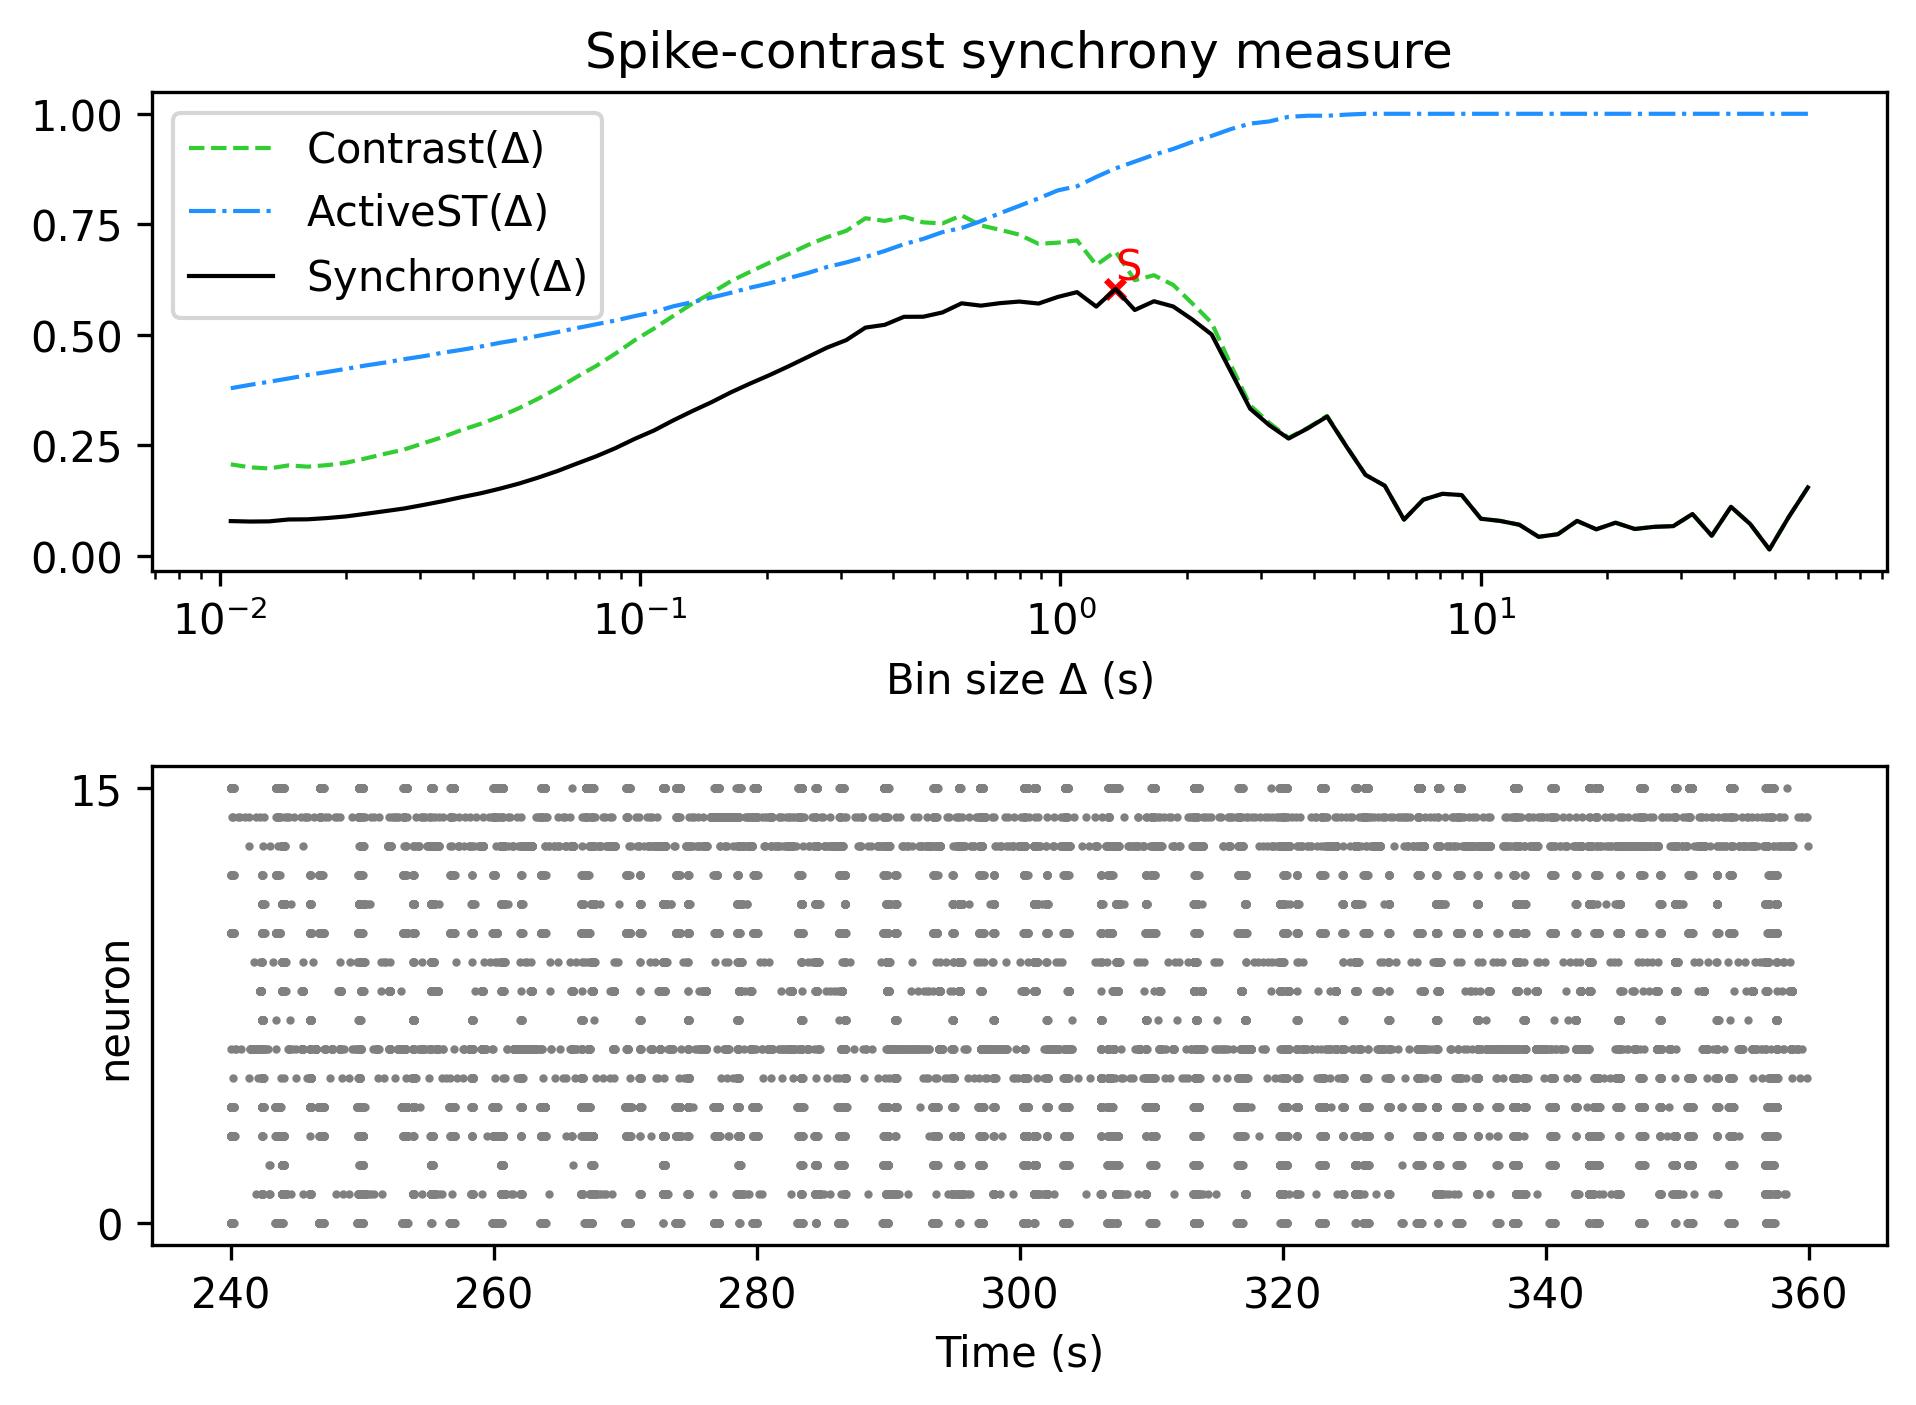 Spike-contrast synchrony measure
1.00
0.75
0.50
0.25
0.00
Contrast(Δ)
ActiveST(Δ)
Synchrony(Δ)
S
10⁻² 10⁻¹ 10⁰ 10¹
Bin size Δ (s)
15
0
neuron
240 260 280 300 320 340 360
Time (s)